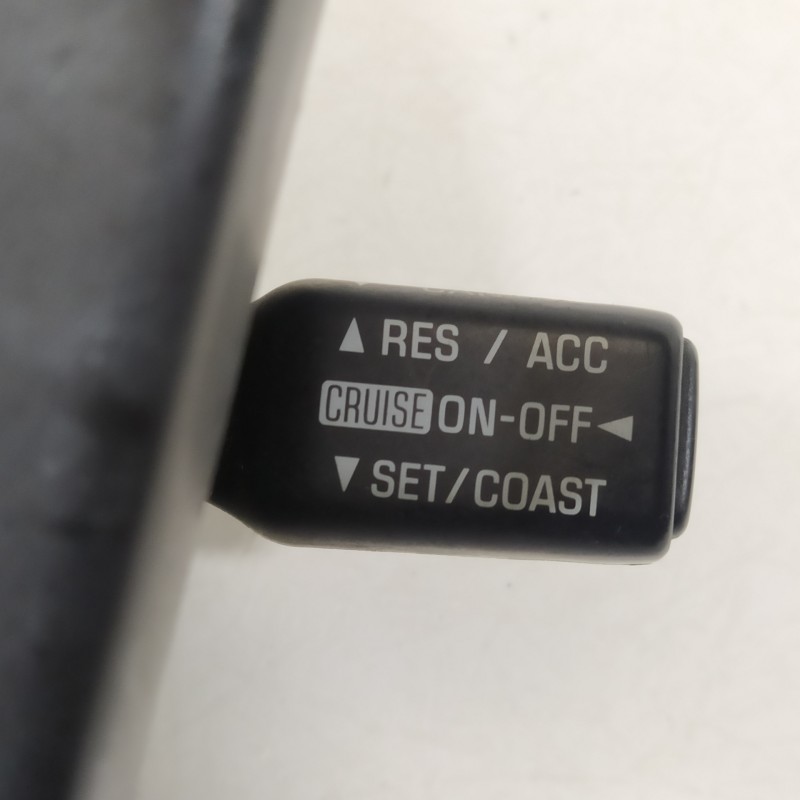 ▲ RES / ACC
CRUISE ON-OFF ◄
▼ SET/COAST